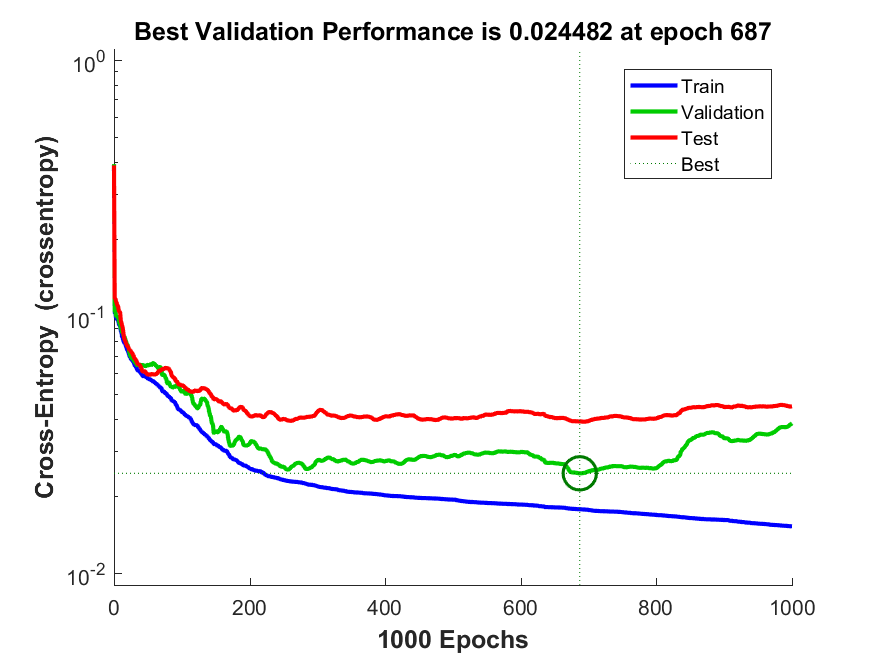 Best Validation Performance is 0.024482 at epoch 687
Cross-Entropy (crossentropy)
10^0
10^-1
10^-2
Train
Validation
Test
Best
0 200 400 600 800 1000
1000 Epochs